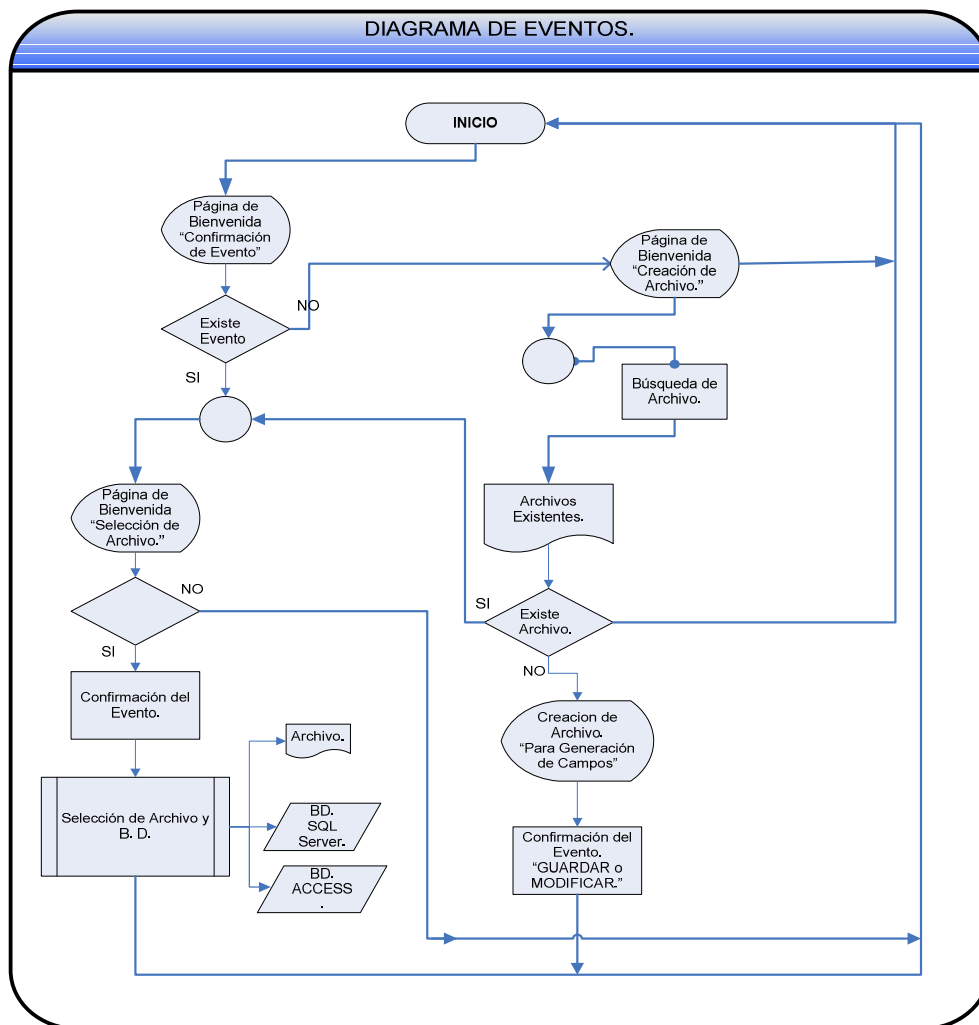 DIAGRAMA DE EVENTOS.
INICIO
Página de
Bienvenida
“Confirmación
de Evento”
Página de
Bienvenida
“Creación de
Archivo.”
NO
Existe
Evento
SI
Búsqueda de
Archivo.
Página de
Bienvenida
“Selección de
Archivo.”
Archivos
Existentes.
NO
SI
SI
Existe
Archivo.
NO
Confirmación del
Evento.
Creacion de
Archivo.
“Para Generación
de Campos”
Archivo.
Selección de Archivo y
B. D.
BD.
SQL
Server.
BD.
ACCESS
.
Confirmación del
Evento.
“GUARDAR o
MODIFICAR.”